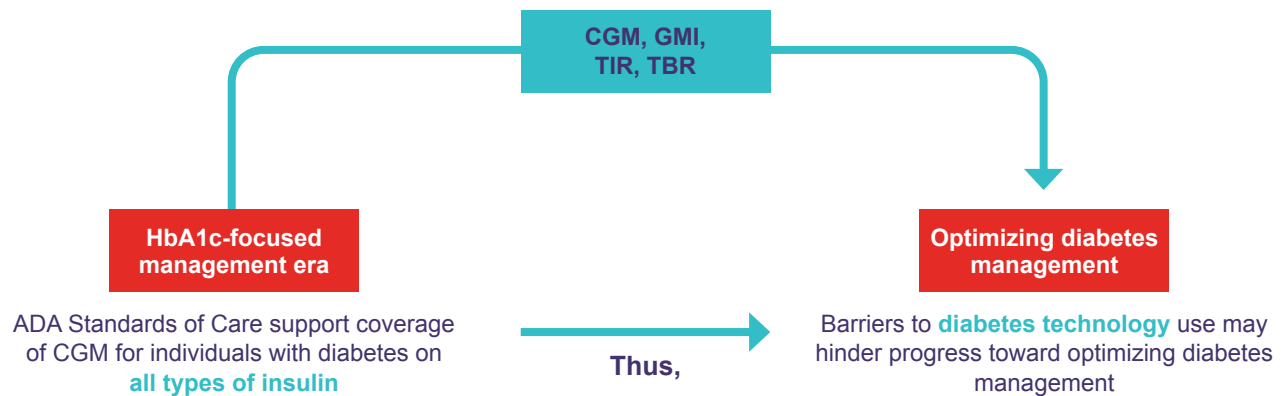 CGM, GMI,
TIR, TBR
HbA1c-focused
management era
Optimizing diabetes
management
ADA Standards of Care support coverage
of CGM for individuals with diabetes on
all types of insulin
Thus,
Barriers to diabetes technology use may
hinder progress toward optimizing diabetes
management